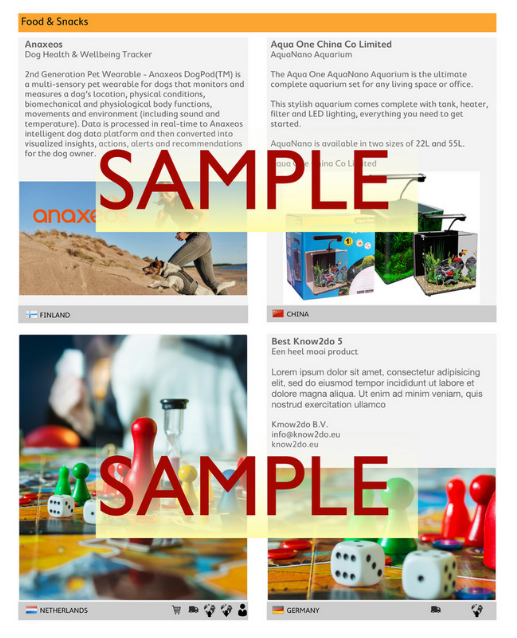 Food & Snacks
Anaxeos
Dog Health & Wellbeing Tracker
2nd Generation Pet Wearable - Anaxeos DogPod(TM) is
a multi-sensory pet wearable for dogs that monitors and
measures a dog's location, physical conditions,
biomechanical and physiological body functions,
movements and environment (including sound and
temperature). Data is processed in real-time to Anaxeos
intelligent dog data platform and then converted into
visualized insights, actions, alerts and recommendations
for the dog owner.
anaxeos
FINLAND
Aqua One China Co Limited
AquaNano Aquarium
The Aqua One AquaNano Aquarium is the ultimate
complete aquarium set for any living space or office.
This stylish aquarium comes complete with tank, heater,
filter and LED lighting, everything you need to get
started.
AquaNano is available in two sizes of 22L and 55L.
Aqua One China Co Limited
SAMPLE
CHINA
NETHERLANDS
Best Know2do 5
Een heel mooi product
Lorem ipsum dolor sit amet, consectetur adipisicing
elit, sed do eiusmod tempor incididunt ut labore et
dolore magna aliqua. Ut enim ad minim veniam, quis
nostrud exercitation ullamco
Kmow2do B.V.
info@know2do.eu
know2do.eu
SAMPLE
GERMANY